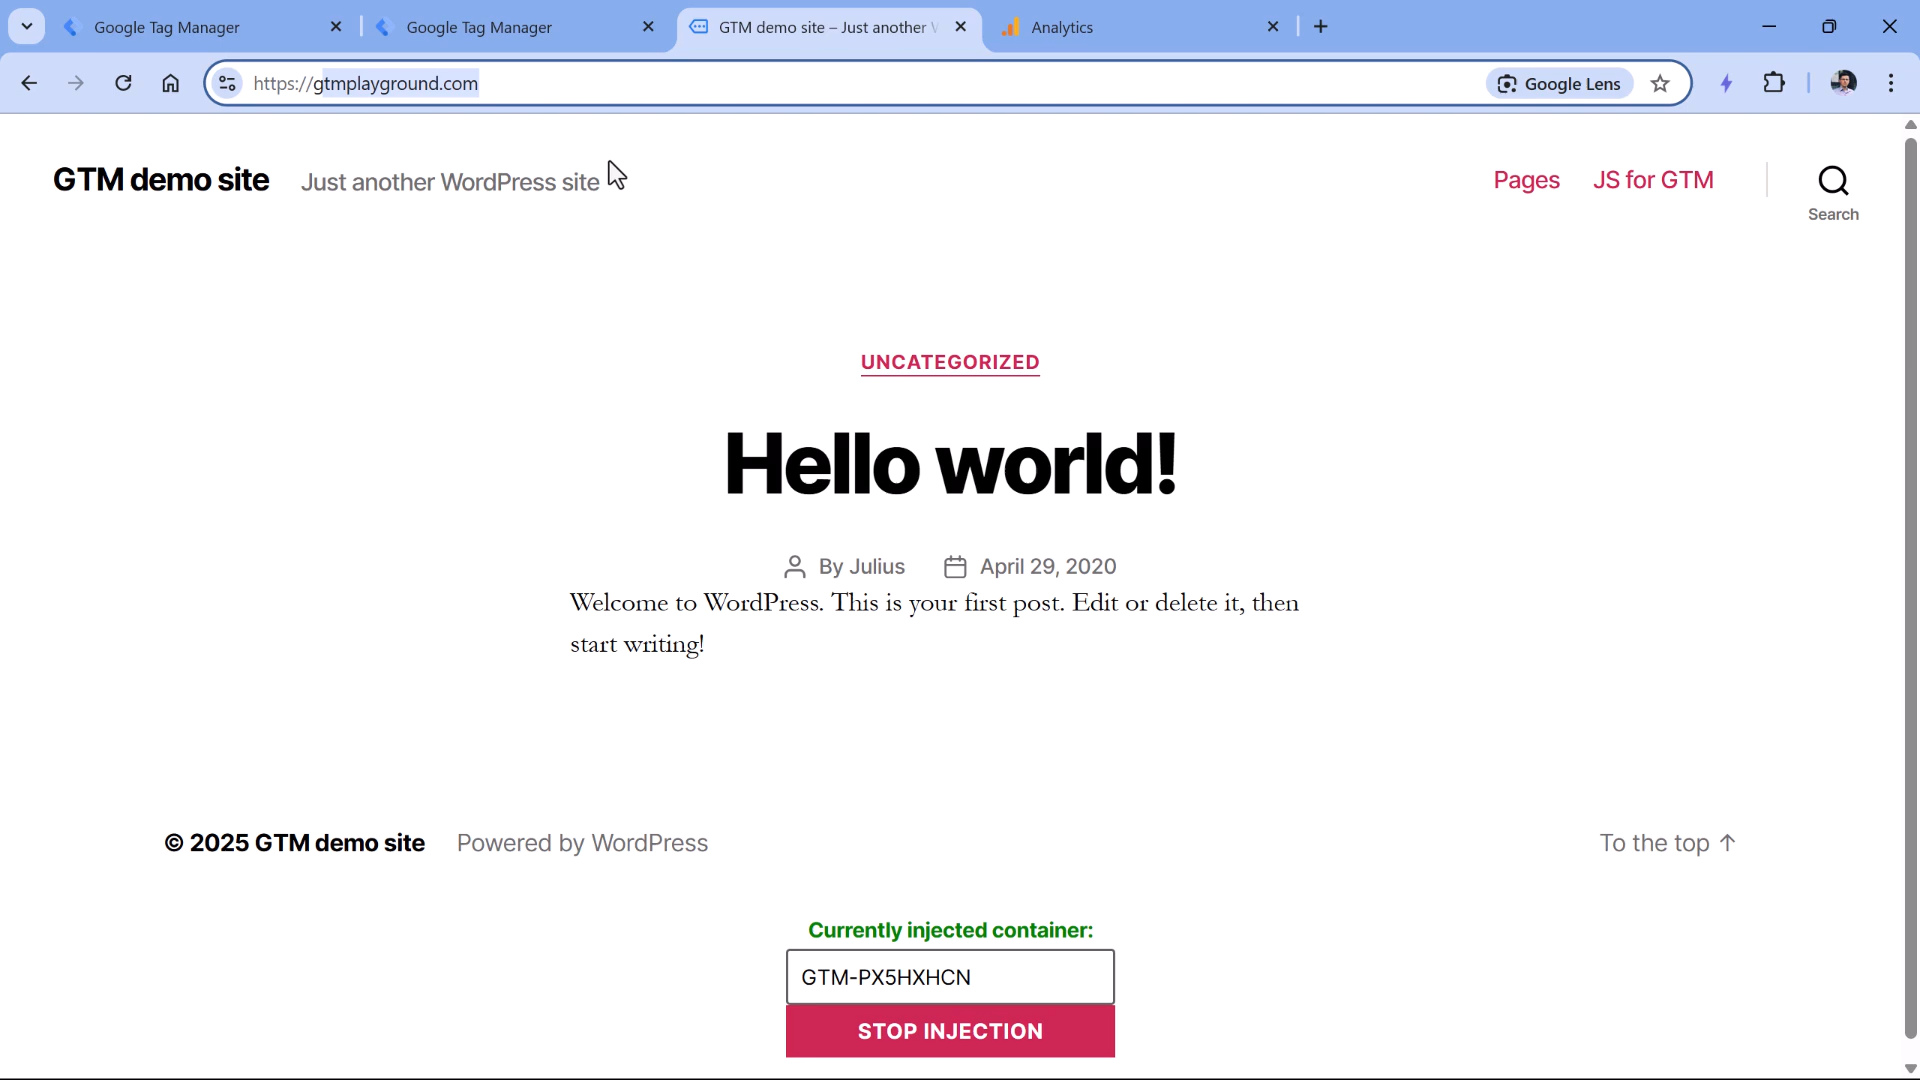 Google Tag Manager
Google Tag Manager
GTM demo site – Just another W
Analytics
https://gtmplayground.com
Google Lens
GTM demo site
Just another WordPress site
Pages
JS for GTM
Search
UNCATEGORIZED
Hello world!
By Julius
April 29, 2020
Welcome to WordPress. This is your first post. Edit or delete it, then
start writing!
© 2025 GTM demo site
Powered by WordPress
To the top ↑
Currently injected container:
GTM-PX5HXHCN
STOP INJECTION